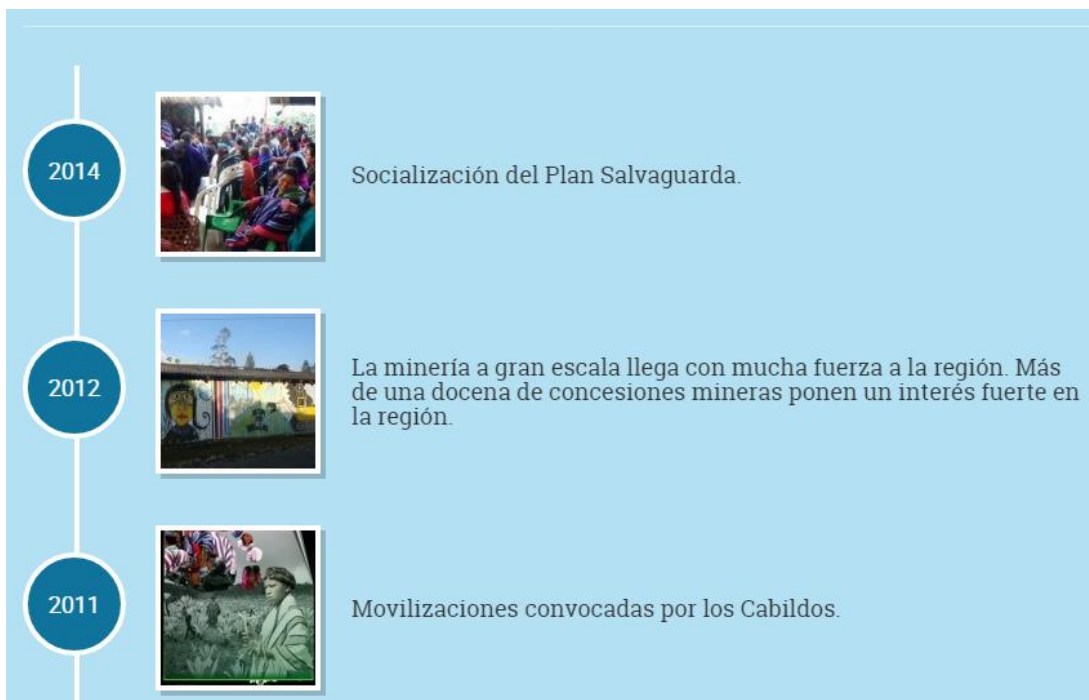 2014
Socialización del Plan Salvaguarda.
2012
La minería a gran escala llega con mucha fuerza a la región. Más
de una docena de concesiones mineras ponen un interés fuerte en
la región.
2011
Movilizaciones convocadas por los Cabildos.